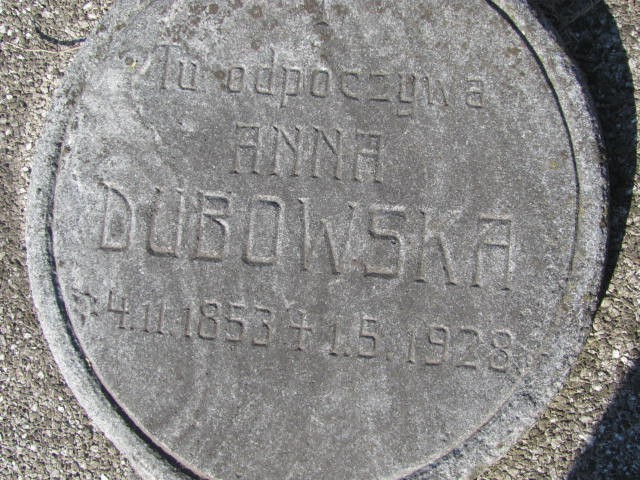 Tu odpoczywa
ANNA
DUBOWSKA
* 4.11.1853 + 1.5.1928